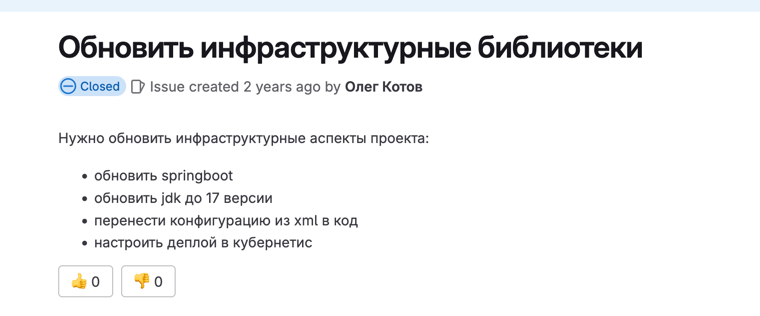 Обновить инфраструктурные библиотеки
Closed Issue created 2 years ago by Олег Котов
Нужно обновить инфраструктурные аспекты проекта:
• обновить springboot
• обновить jdk до 17 версии
• перенести конфигурацию из xml в код
• настроить деплой в кубернетис
👍 0 👎 0